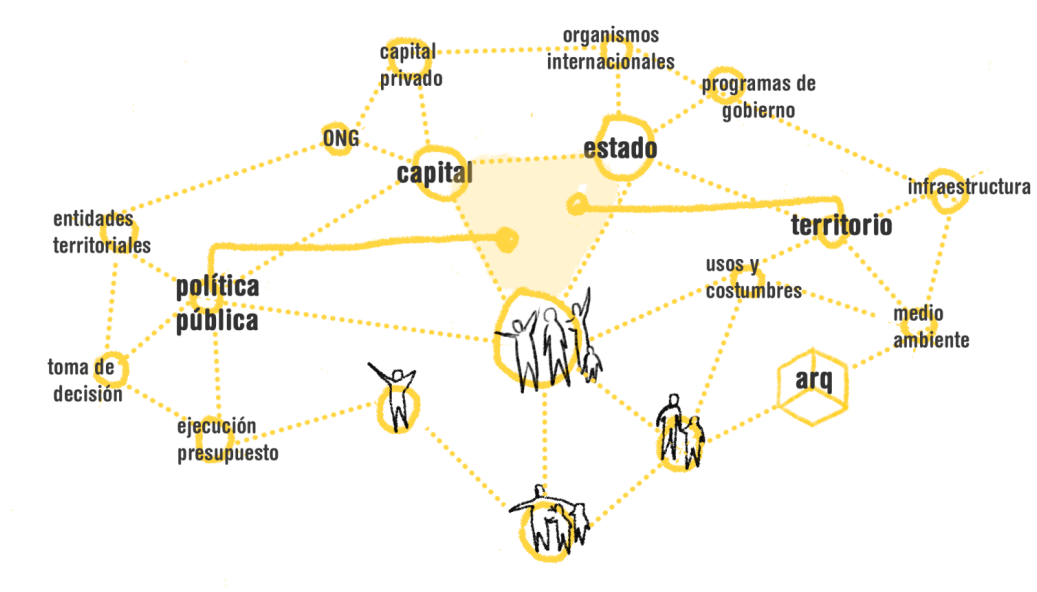 organismos
internacionales
capital
privado
programas de
gobierno
ONG
estado
capital
infraestructura
entidades
territoriales
territorio
usos y
costumbres
política
pública
medio
ambiente
toma de
decisión
arq
ejecución
presupuesto